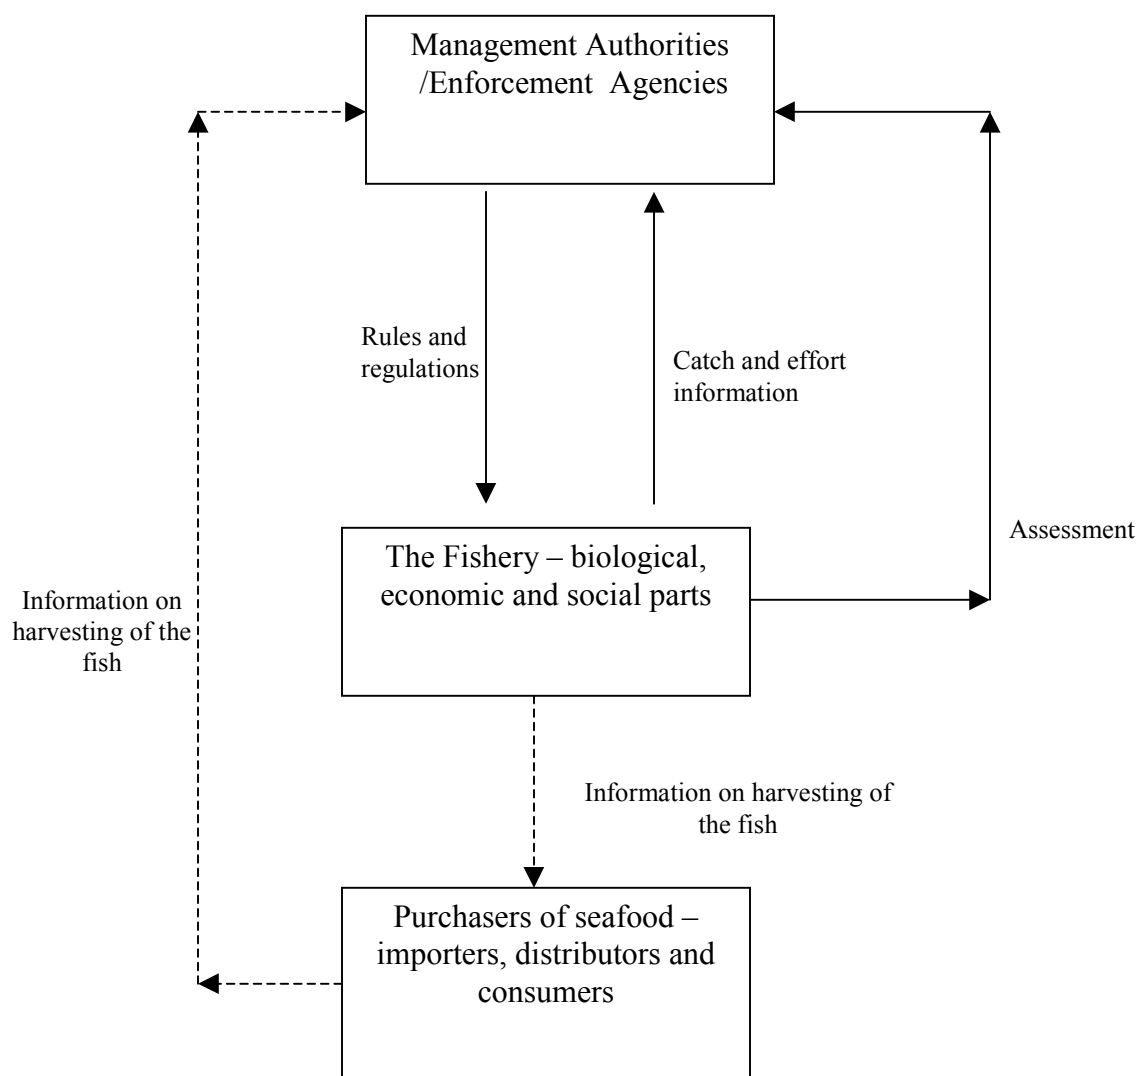 Management Authorities
/Enforcement Agencies
Rules and
regulations
Catch and effort
information
Assessment
The Fishery – biological,
economic and social parts
Information on
harvesting of the
fish
Information on harvesting of
the fish
Purchasers of seafood –
importers, distributors and
consumers